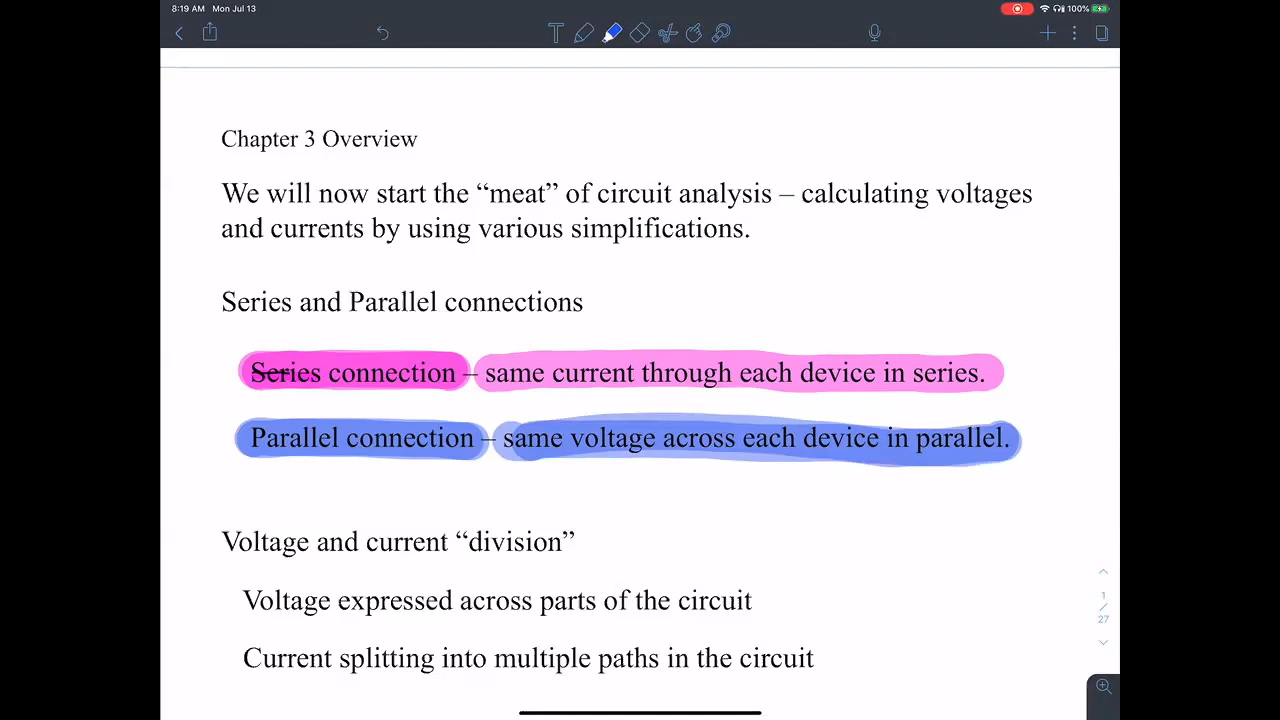 8:19 AM Mon Jul 13
100%
T
Chapter 3 Overview
We will now start the “meat” of circuit analysis – calculating voltages
and currents by using various simplifications.
Series and Parallel connections
Series connection – same current through each device in series.
Parallel connection – same voltage across each device in parallel.
Voltage and current “division”
Voltage expressed across parts of the circuit
Current splitting into multiple paths in the circuit
1
/
27